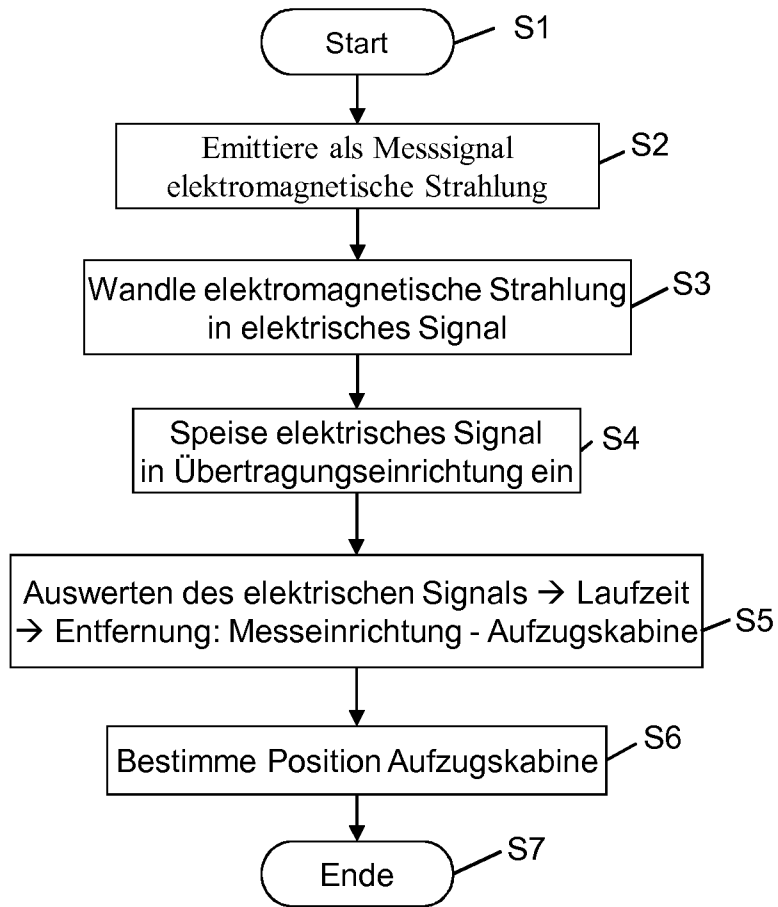 Start
S1
Emittiere als Messsignal
elektromagnetische Strahlung
S2
Wandle elektromagnetische Strahlung
in elektrisches Signal
S3
Speise elektrisches Signal
in Übertragungseinrichtung ein
S4
Auswerten des elektrischen Signals → Laufzeit
→ Entfernung: Messeinrichtung - Aufzugskabine
S5
Bestimme Position Aufzugskabine
S6
Ende
S7